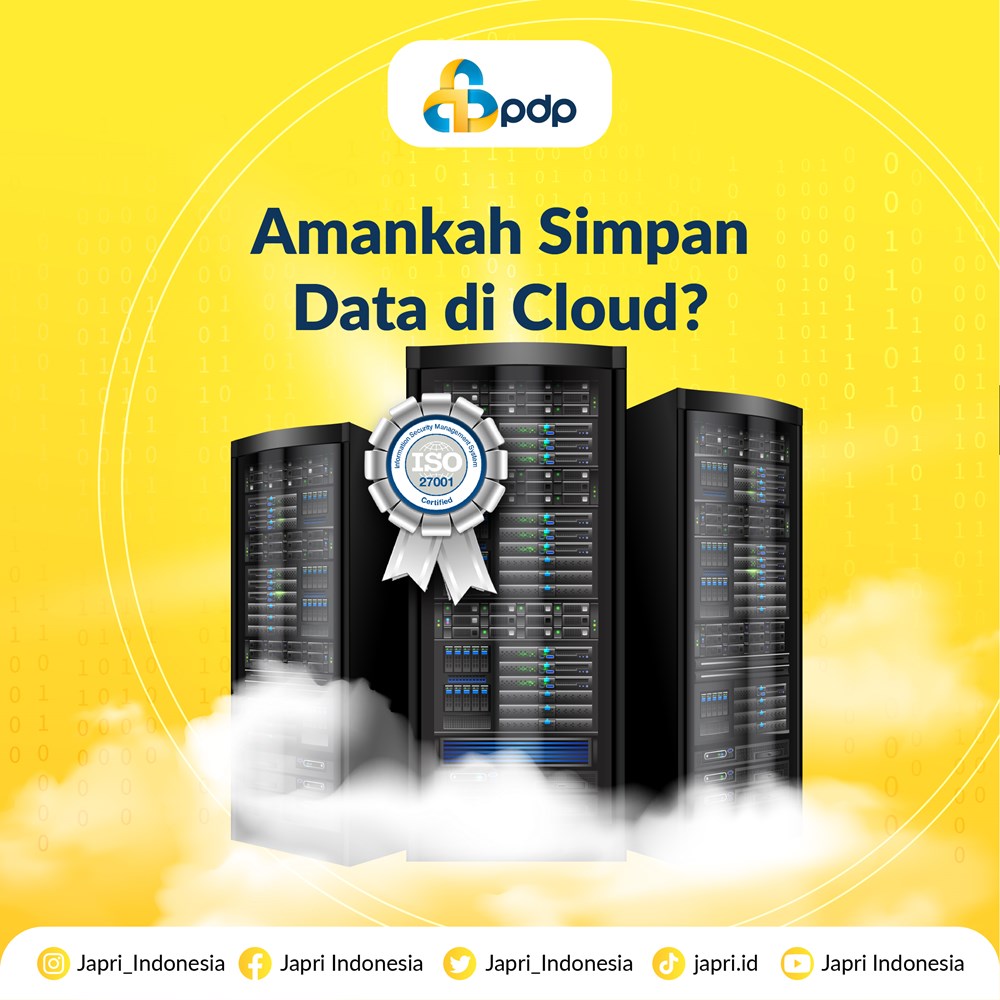 pdp
Amankah Simpan
Data di Cloud?
Information Security Management System
ISO
27001
Certified
Japri_Indonesia
Japri Indonesia
Japri_Indonesia
japri.id
Japri Indonesia